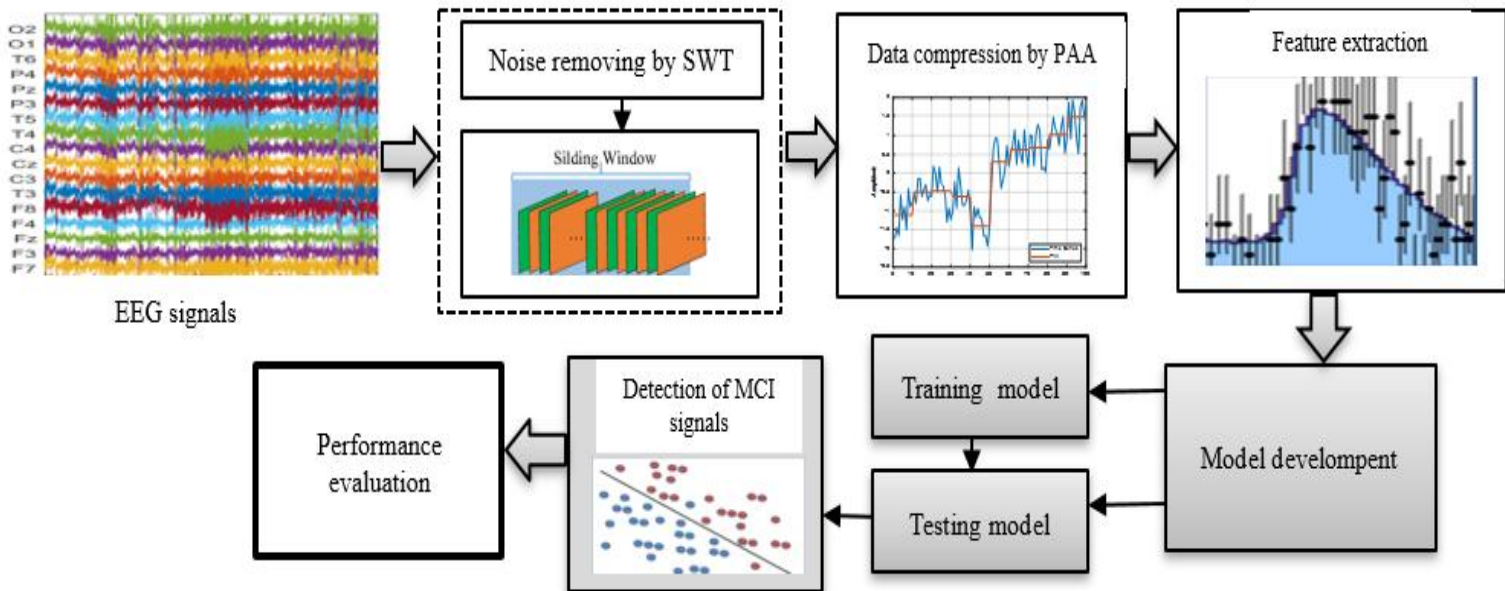 O2
O1
T6
P4
Pz
P3
T5
T4
C4
Cz
C3
T3
F8
F4
Fz
F3
F7
EEG signals
Noise removing by SWT
Silding Window
Data compression by PAA
Feature extraction
Performance
evaluation
Detection of MCI
signals
Training model
Testing model
Model develompent